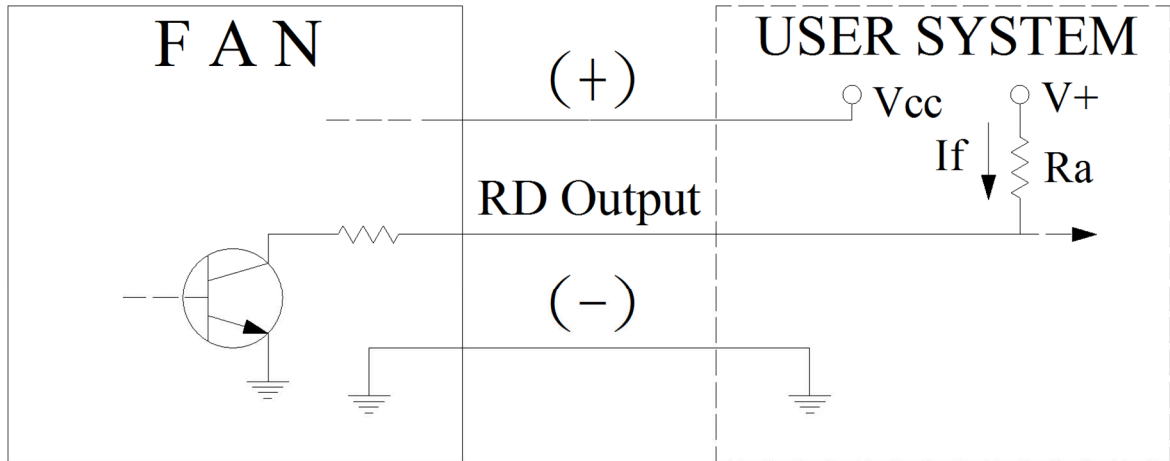 F A N
USER SYSTEM
(+)
Vcc
V+
If
Ra
RD Output
(-)